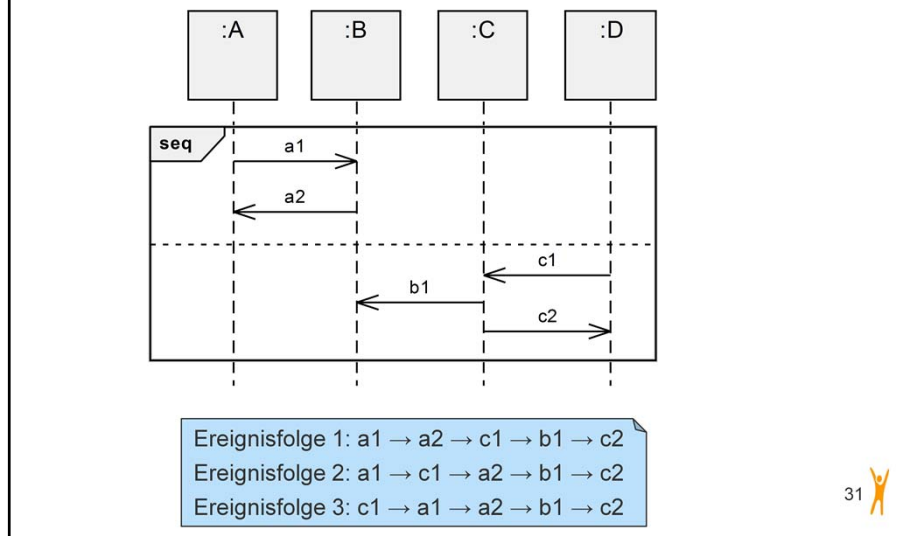 :A
:B
:C
:D
seq
a1
a2
c1
b1
c2
Ereignisfolge 1: a1 → a2 → c1 → b1 → c2
Ereignisfolge 2: a1 → c1 → a2 → b1 → c2
Ereignisfolge 3: c1 → a1 → a2 → b1 → c2
31